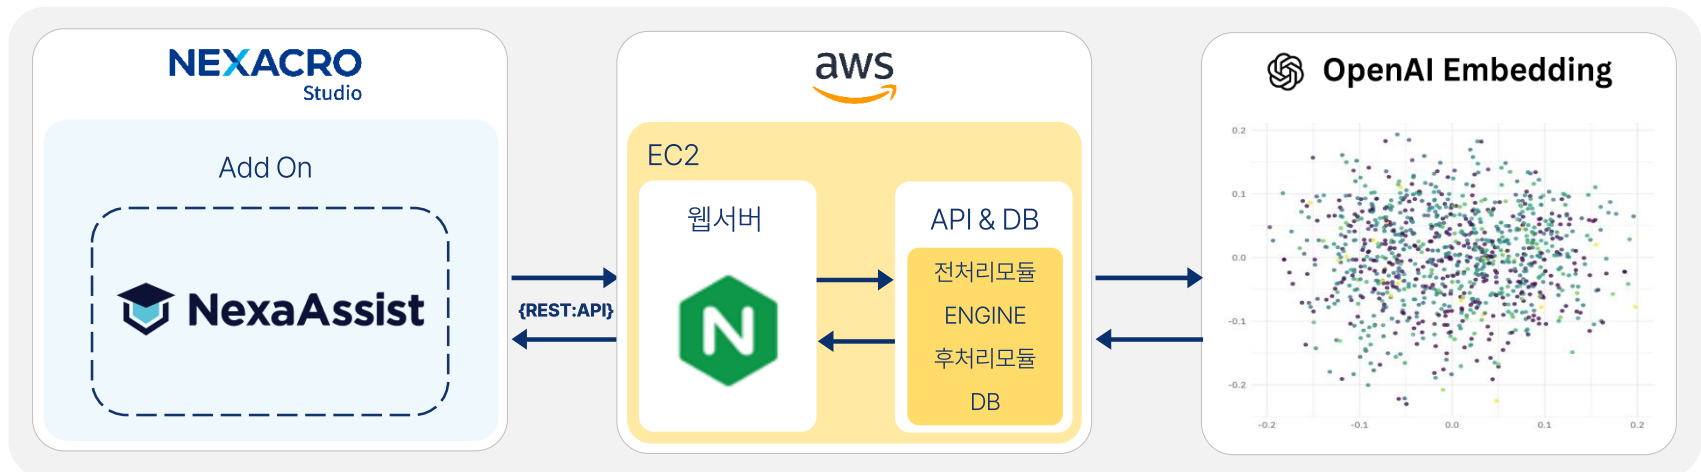 NEXACRO
Studio
Add On
NexaAssist
{REST:API}
aws
EC2
웹서버
N
API & DB
전처리모듈
ENGINE
후처리모듈
DB
OpenAI Embedding
0.2
0.1
0.0
-0.1
-0.2
-0.2
-0.1
0.0
0.1
0.2